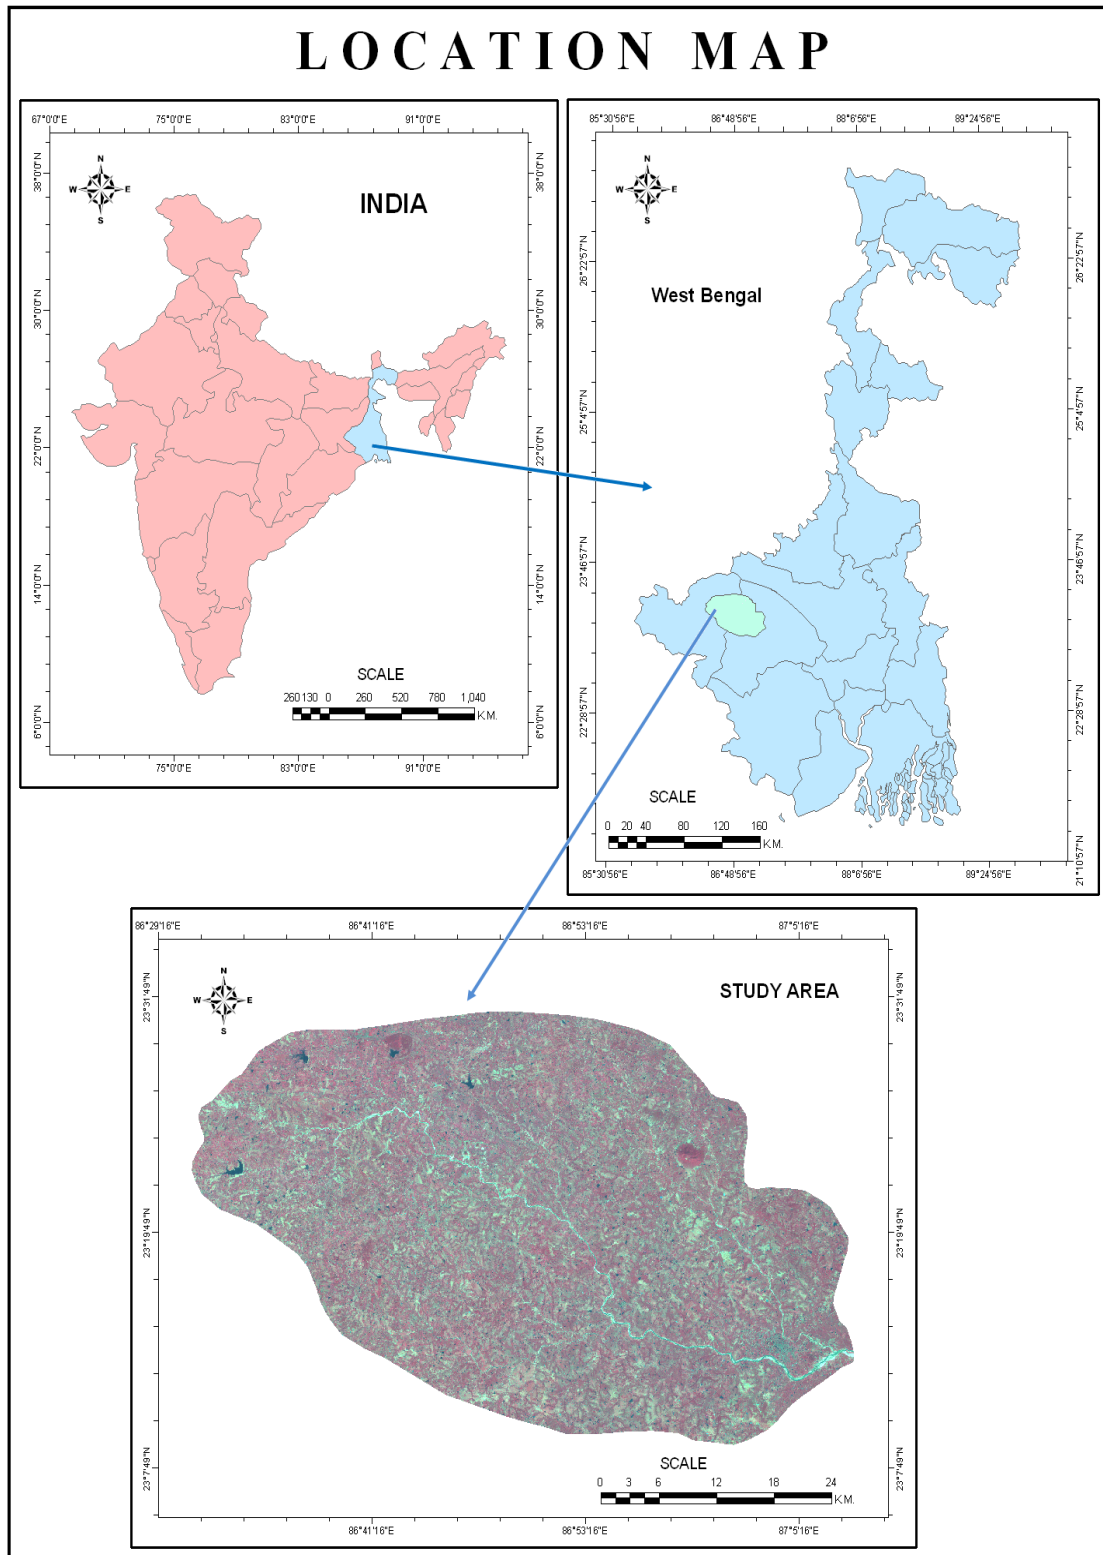 LOCATION MAP
67°0'0"E 75°0'0"E 83°0'0"E 91°0'0"E
38°0'0"N 38°0'0"N
N
W E
S
INDIA
30°0'0"N 30°0'0"N
22°0'0"N 22°0'0"N
14°0'0"N 14°0'0"N
SCALE
260 130 0 260 520 780 1,040
K.M.
6°0'0"N 6°0'0"N
75°0'0"E 83°0'0"E 91°0'0"E
85°30'56"E 86°48'56"E 88°6'56"E 89°24'56"E
N
W E
S
26°22'57"N 26°22'57"N
West Bengal
25°4'57"N 25°4'57"N
23°46'57"N 23°46'57"N
22°28'57"N 22°28'57"N
SCALE
0 20 40 80 120 160
K.M.
21°10'57"N
85°30'56"E 86°48'56"E 88°6'56"E 89°24'56"E
86°29'16"E 86°41'16"E 86°53'16"E 87°5'16"E
N
W E
S
STUDY AREA
23°31'49"N 23°31'49"N
23°19'49"N 23°19'49"N
23°7'49"N 23°7'49"N
SCALE
0 3 6 12 18 24
K.M.
86°41'16"E 86°53'16"E 87°5'16"E